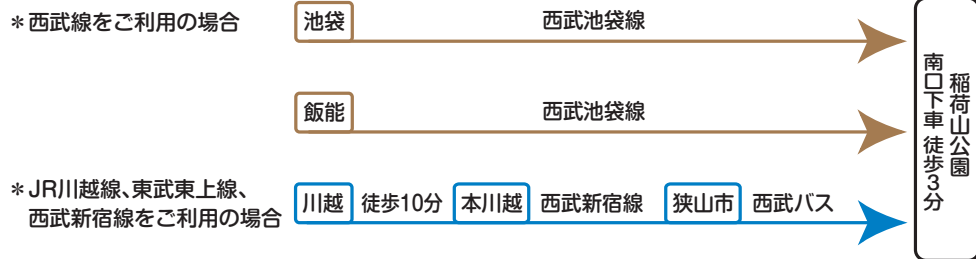 ＊西武線をご利用の場合
池袋 西武池袋線
飯能 西武池袋線
＊JR川越線、東武東上線、
西武新宿線をご利用の場合
川越 徒歩10分 本川越 西武新宿線 狭山市 西武バス
稲荷山公園
南口下車 徒歩3分